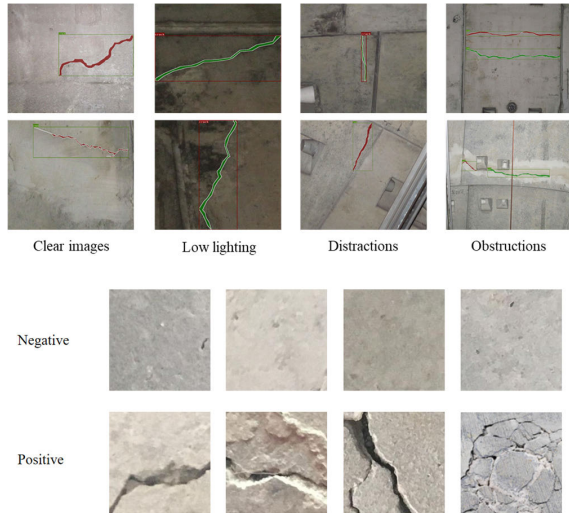 Clear images
Low lighting
Distractions
Obstructions
Negative
Positive